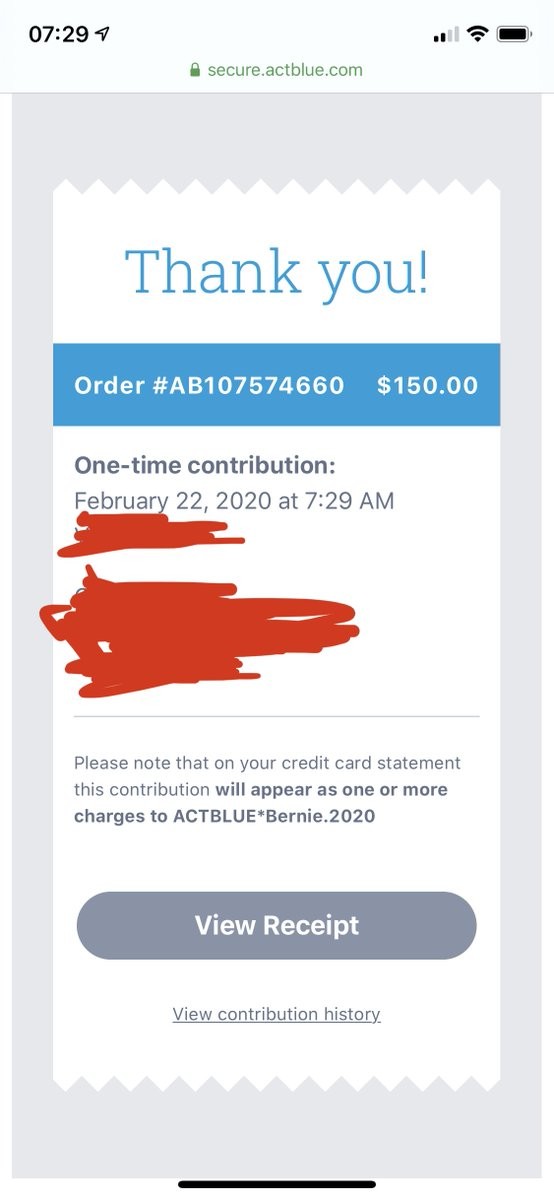 07:29
secure.actblue.com
Thank you!
Order #AB107574660 $150.00
One-time contribution:
February 22, 2020 at 7:29 AM
Please note that on your credit card statement
this contribution will appear as one or more
charges to ACTBLUE*Bernie.2020
View Receipt
View contribution history